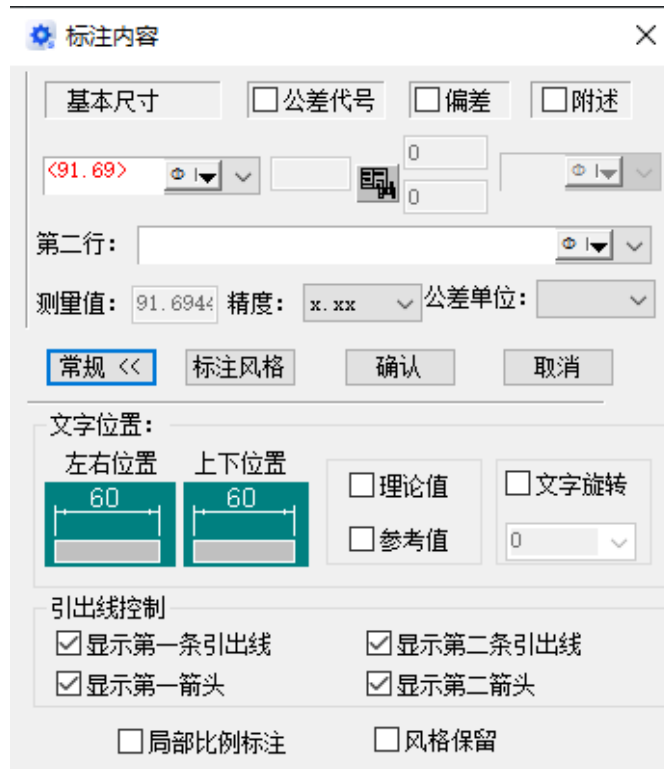 标注内容
基本尺寸 公差代号 偏差 附述
<91.69> Φ 0 Φ
0
第二行： Φ
测量值： 91.6944 精度： x.xx 公差单位：
常规 << 标注风格 确认 取消
文字位置：
左右位置 上下位置
60 60
理论值 文字旋转
参考值 0
引出线控制
显示第一条引出线 显示第二条引出线
显示第一箭头 显示第二箭头
局部比例标注 风格保留